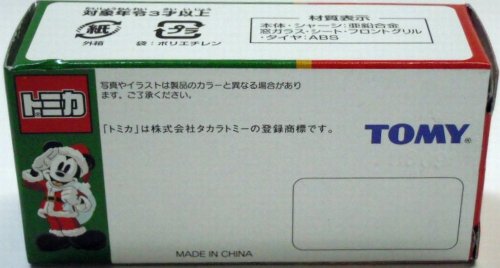 対象年令3才以上
紙
外箱
プラ
袋：ポリエチレン
材質表示
本体・シャーシ：亜鉛合金
窓ガラス・シート・フロントグリル
・タイヤ：ABS
トミカ
写真やイラストは製品のカラーと異なる場合があり
ます、ご了承ください。
「トミカ」は株式会社タカラトミーの登録商標です。
TOMY®
MADE IN CHINA